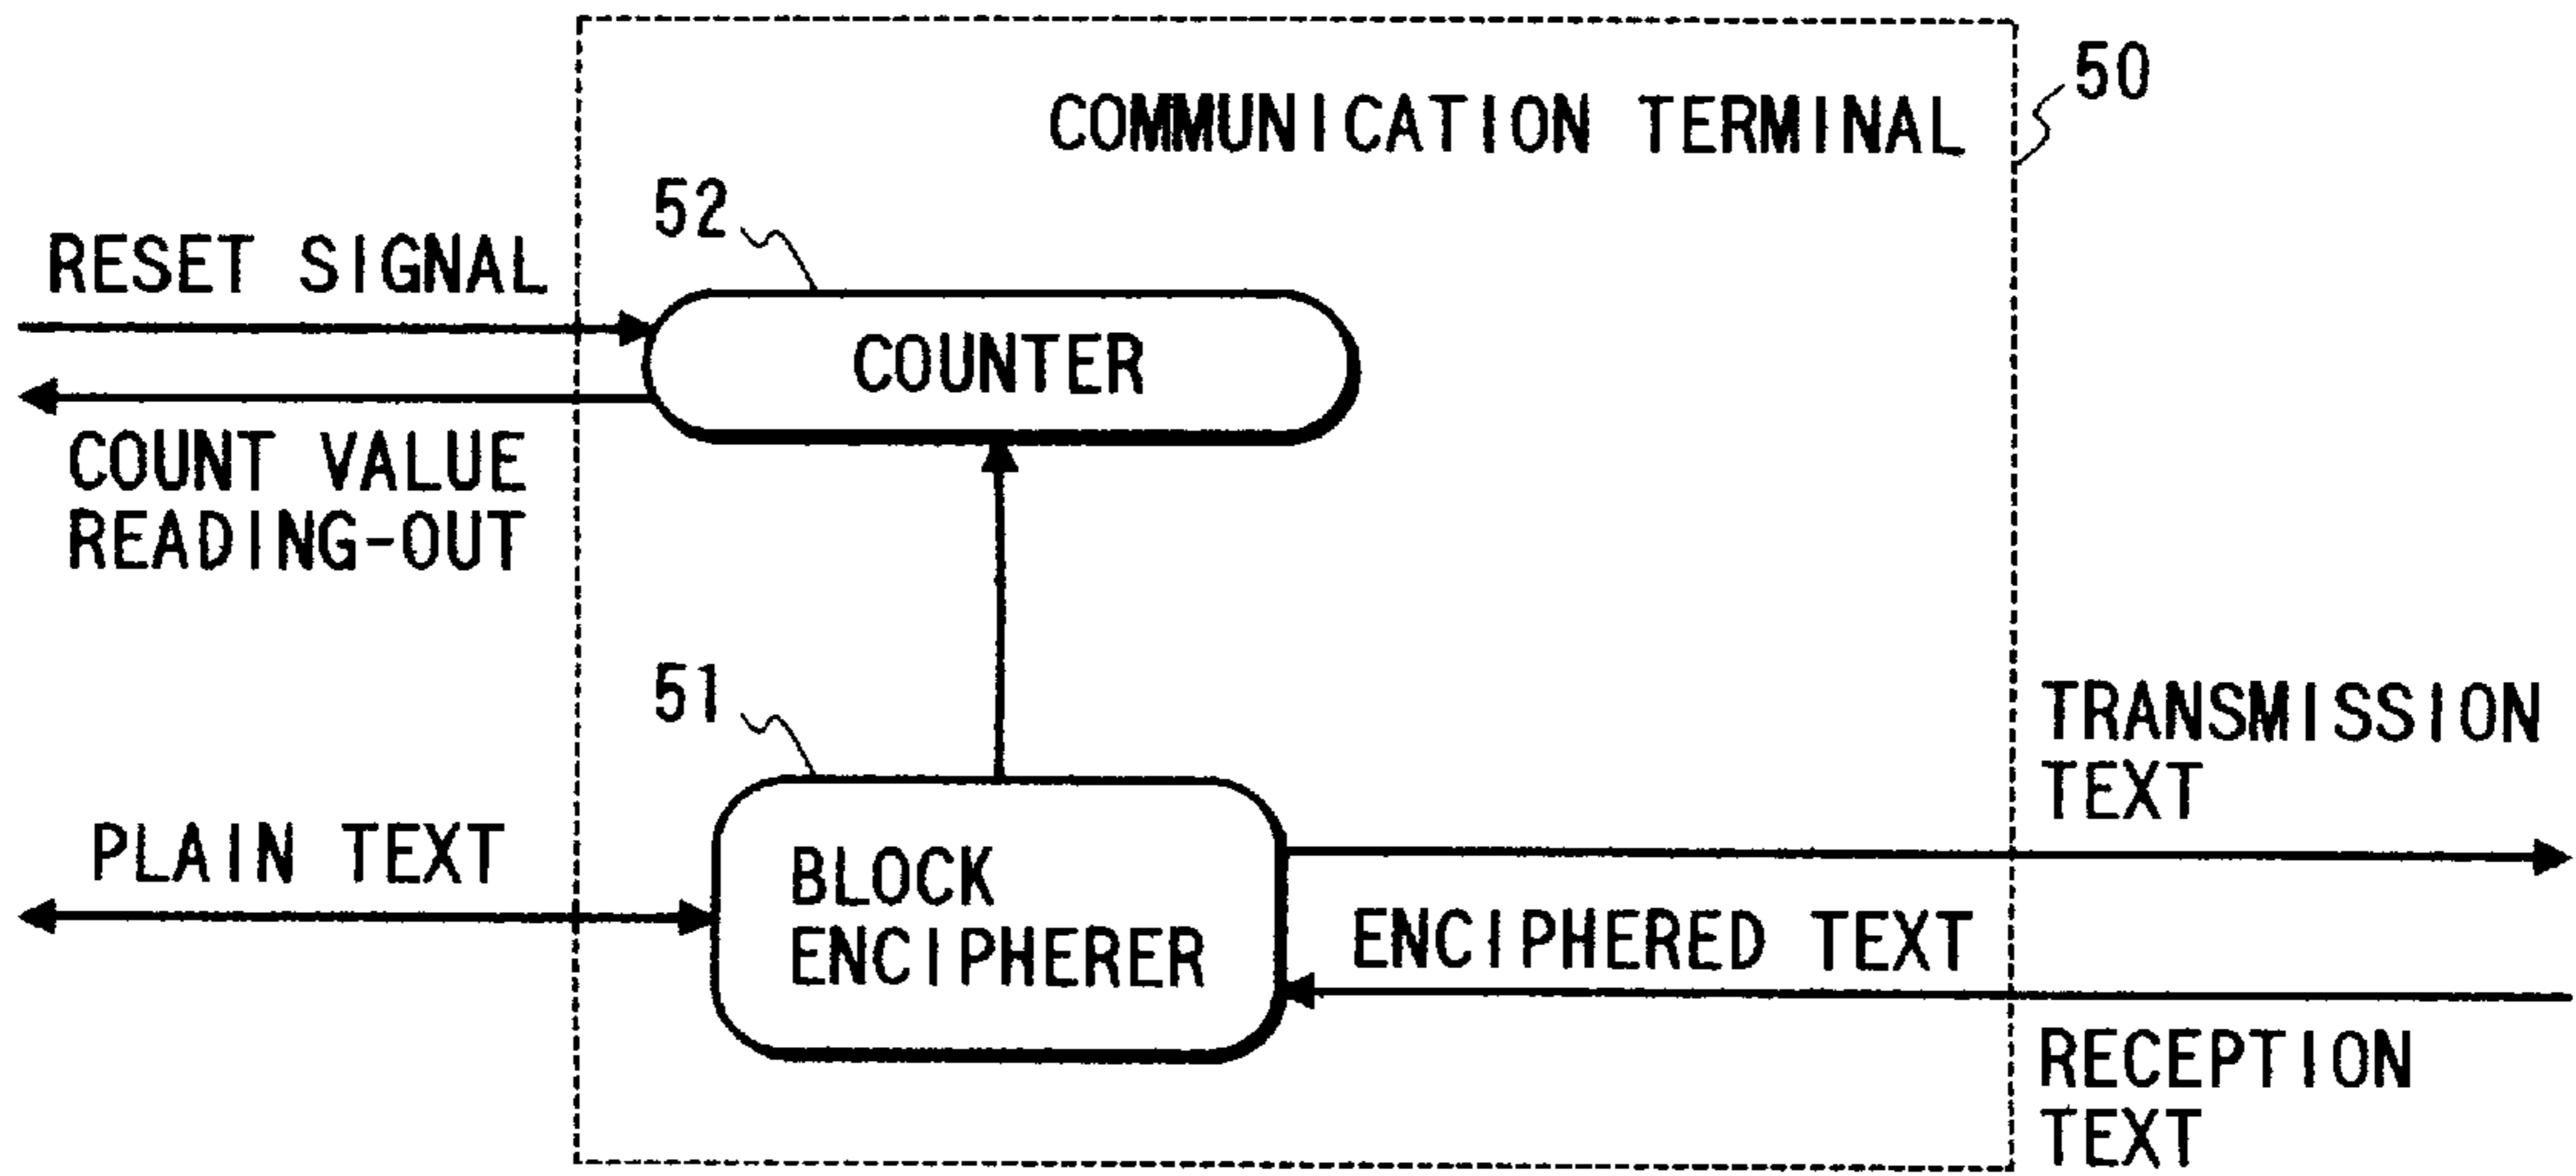 50
COMMUNICATION TERMINAL
52
RESET SIGNAL
COUNTER
COUNT VALUE
READING-OUT
51
TRANSMISSION
TEXT
PLAIN TEXT
BLOCK
ENCIPHERER
ENCIPHERED TEXT
RECEPTION
TEXT